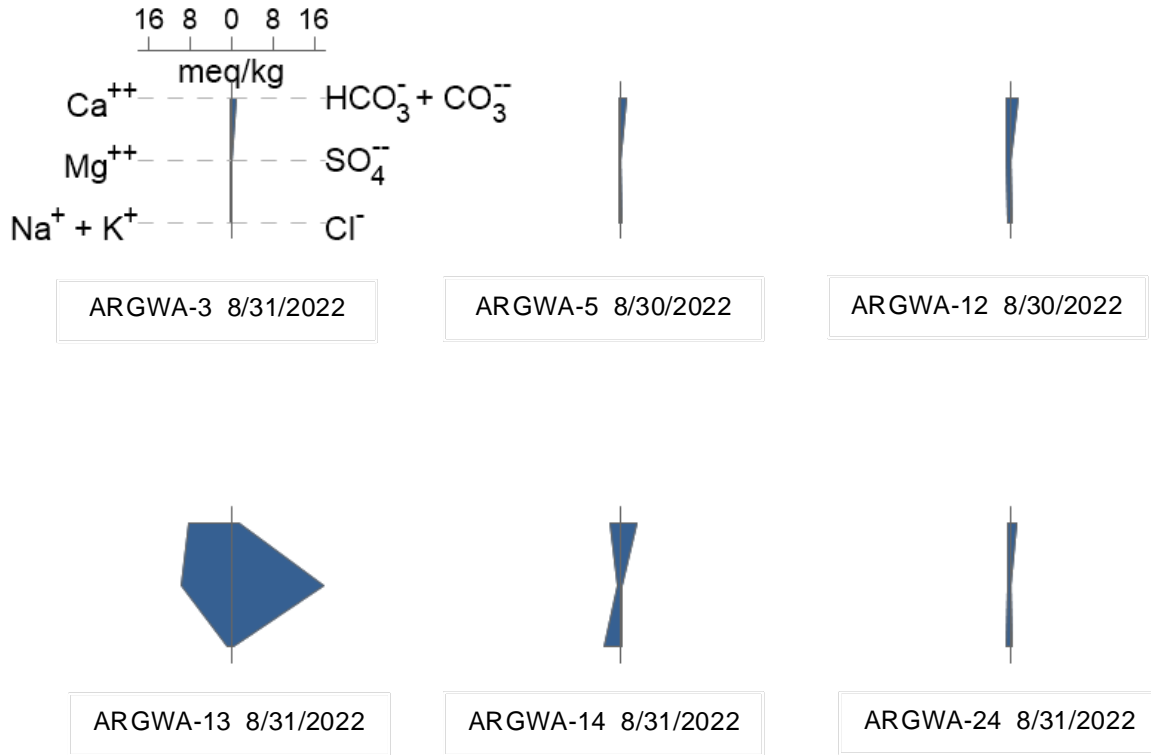 16 8 0 8 16
meq/kg
Ca⁺⁺ HCO₃⁻ + CO₃⁻⁻
Mg⁺⁺ SO₄⁻⁻
Na⁺ + K⁺ Cl⁻
ARGWA-3 8/31/2022 ARGWA-5 8/30/2022 ARGWA-12 8/30/2022
ARGWA-13 8/31/2022 ARGWA-14 8/31/2022 ARGWA-24 8/31/2022